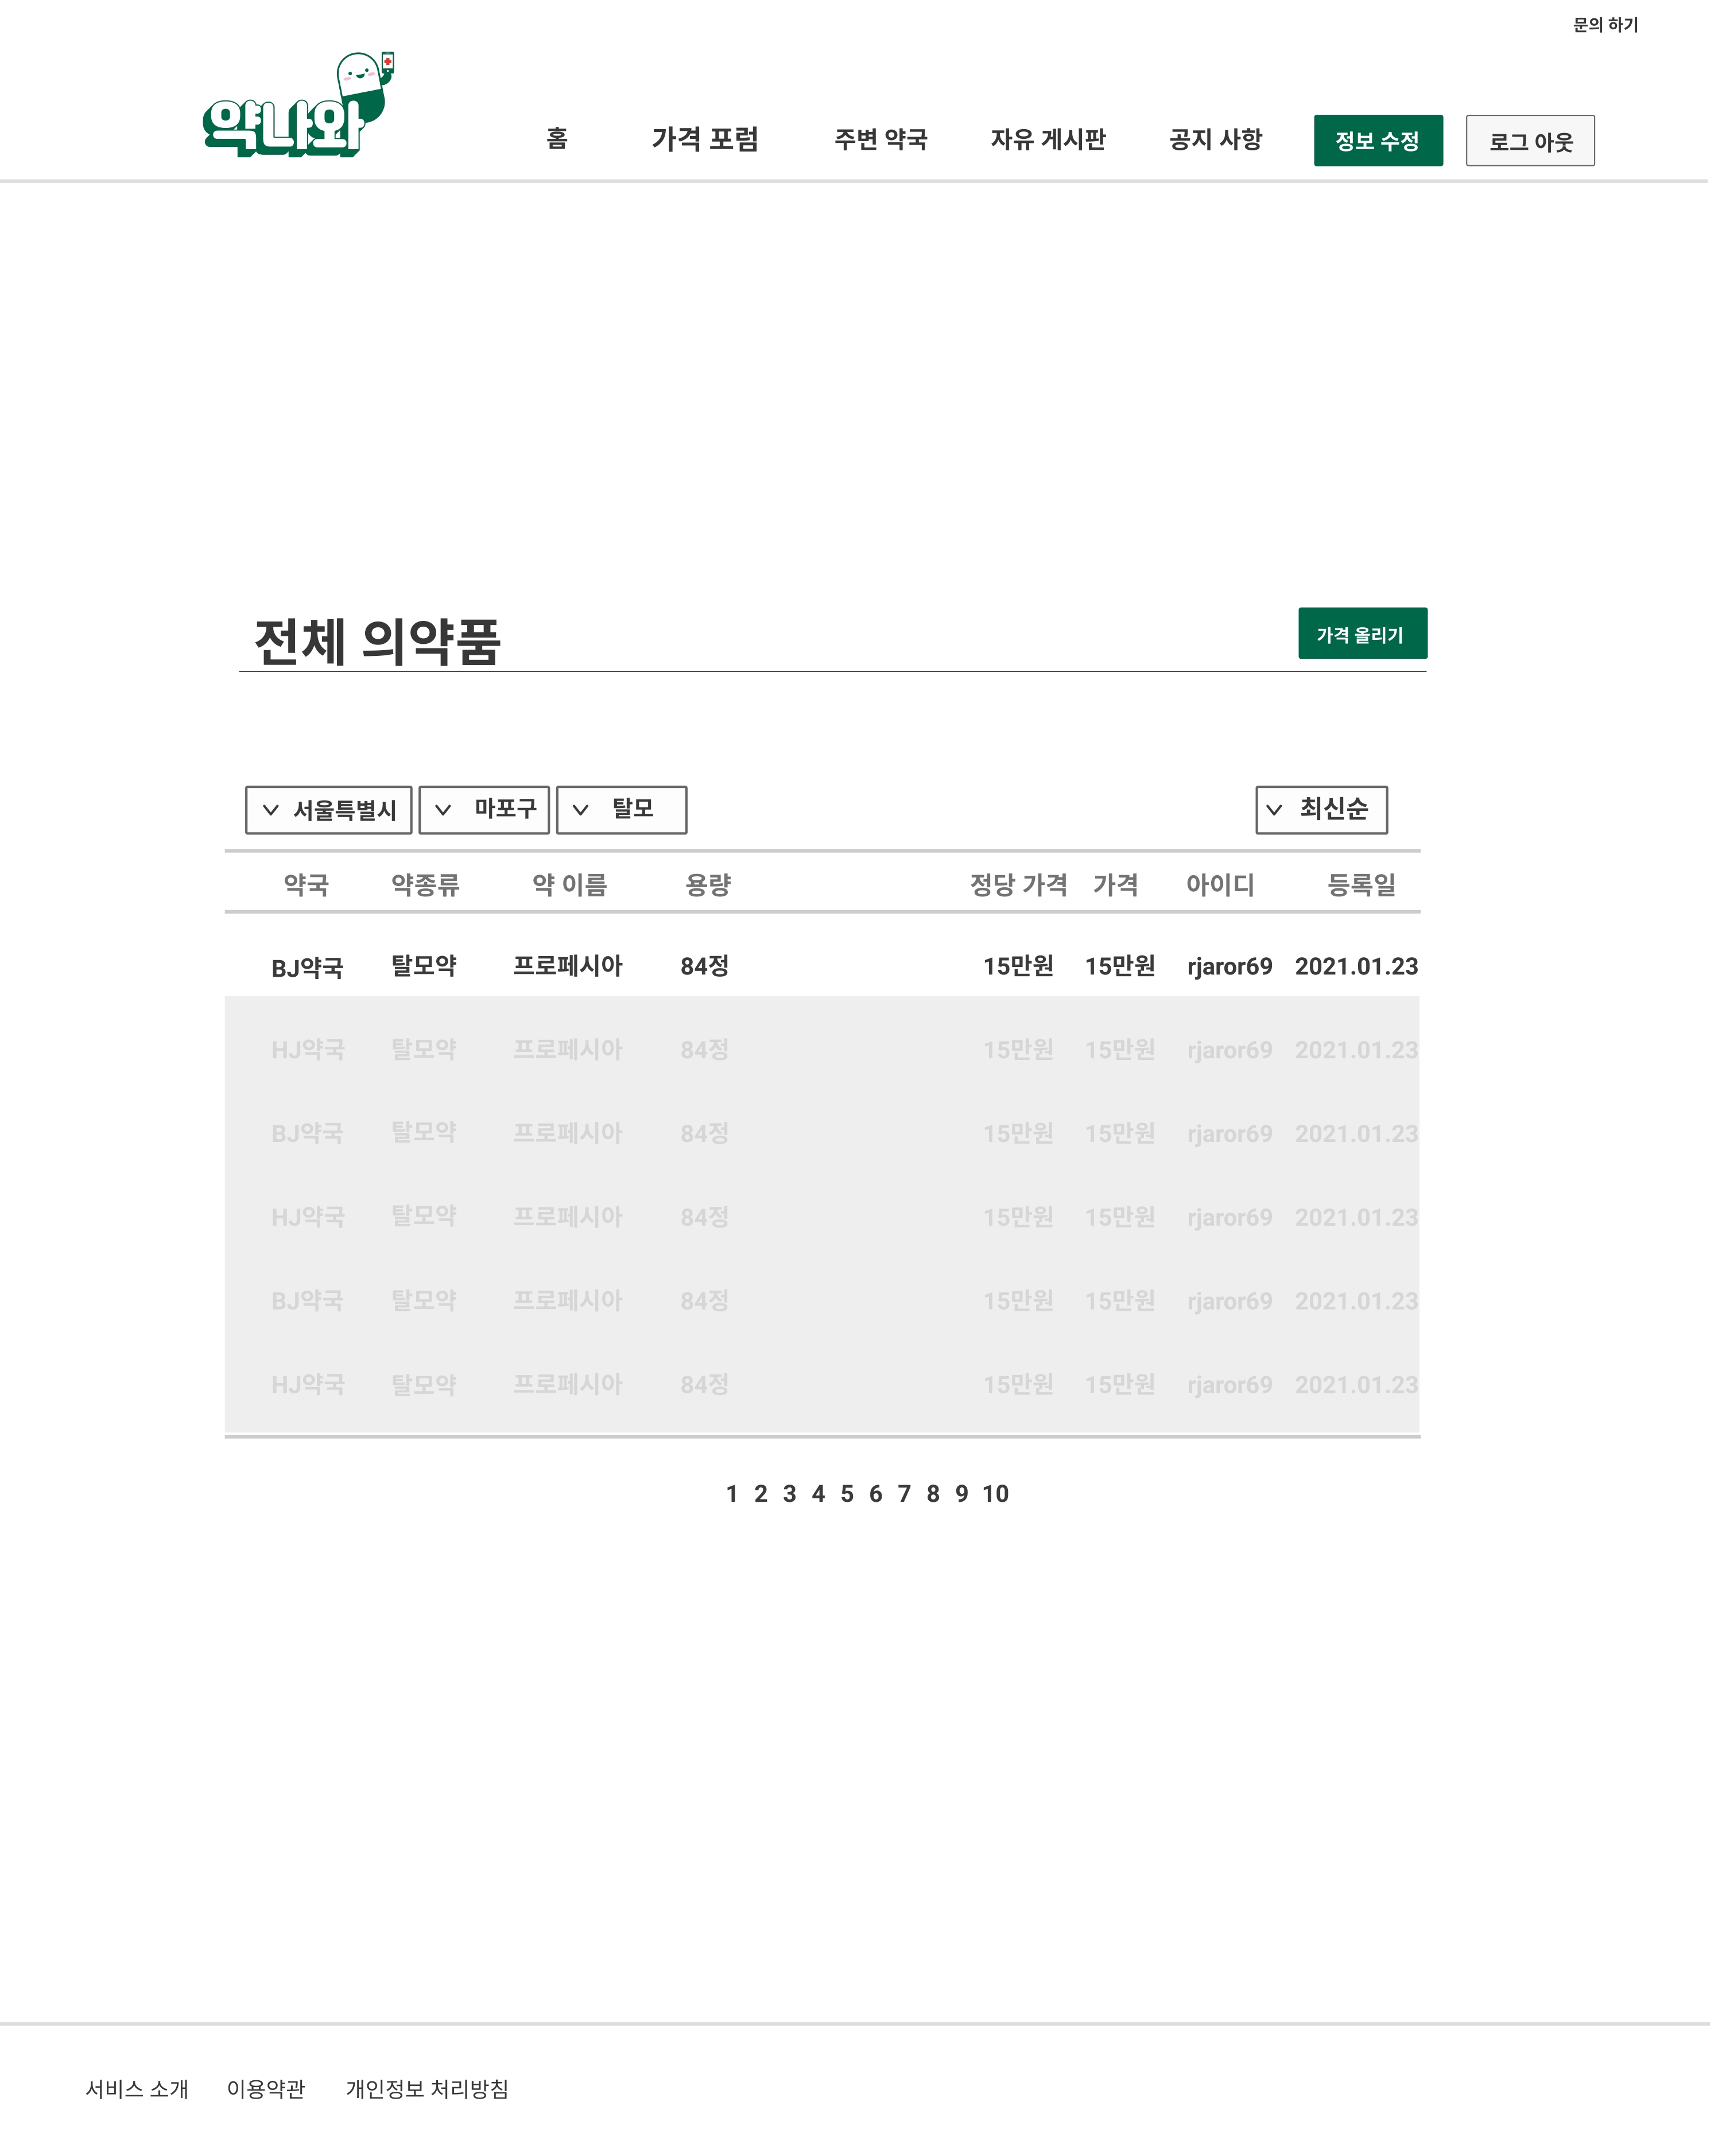 문의 하기
약나와
홈 가격 포럼 주변 약국 자유 게시판 공지 사항 정보 수정 로그 아웃
전체 의약품 가격 올리기
서울특별시 마포구 탈모 최신순
약국 약종류 약 이름 용량 정당 가격 가격 아이디 등록일
BJ약국 탈모약 프로페시아 84정 15만원 15만원 rjaror69 2021.01.23
HJ약국 탈모약 프로페시아 84정 15만원 15만원 rjaror69 2021.01.23
BJ약국 탈모약 프로페시아 84정 15만원 15만원 rjaror69 2021.01.23
HJ약국 탈모약 프로페시아 84정 15만원 15만원 rjaror69 2021.01.23
BJ약국 탈모약 프로페시아 84정 15만원 15만원 rjaror69 2021.01.23
HJ약국 탈모약 프로페시아 84정 15만원 15만원 rjaror69 2021.01.23
1 2 3 4 5 6 7 8 9 10
서비스 소개 이용약관 개인정보 처리방침